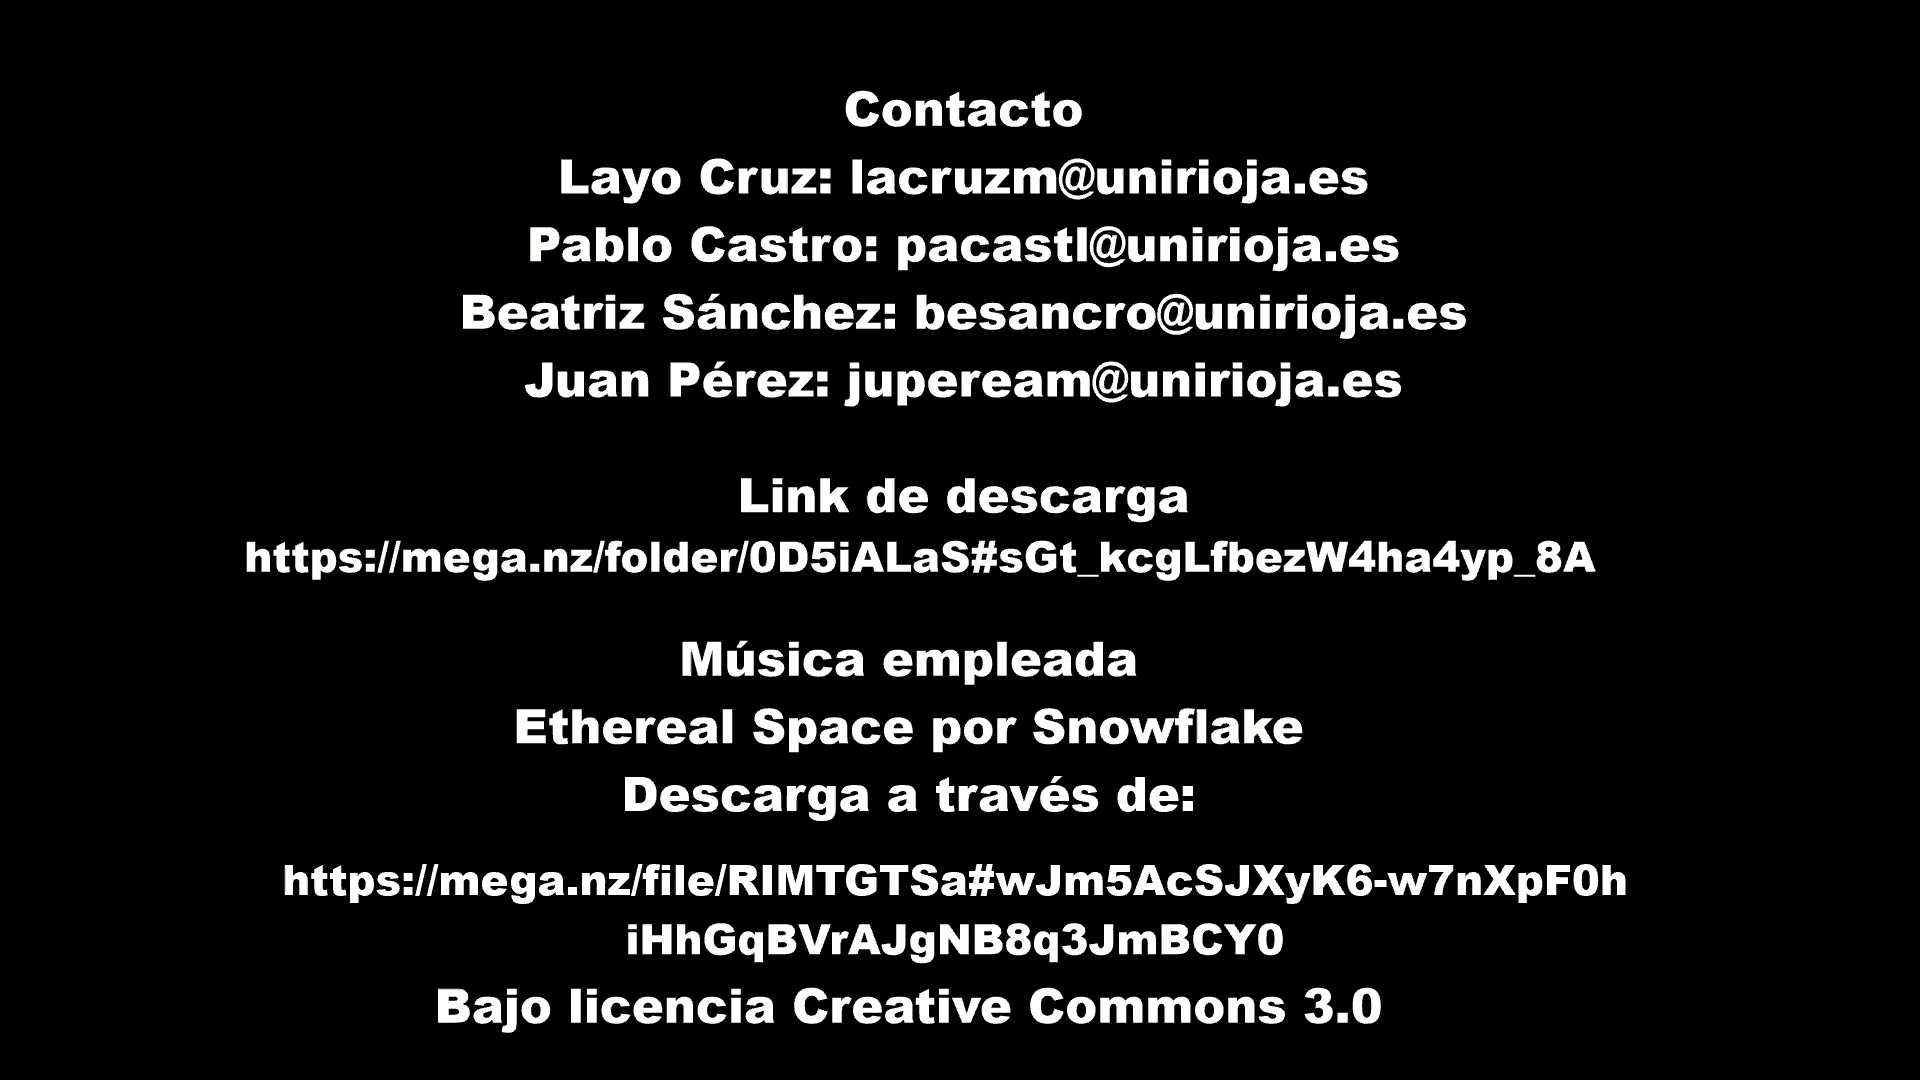 Contacto
Layo Cruz: lacruzm@unirioja.es
Pablo Castro: pacastl@unirioja.es
Beatriz Sánchez: besancro@unirioja.es
Juan Pérez: jupeream@unirioja.es
Link de descarga
https://mega.nz/folder/0D5iALaS#sGt_kcgLfbezW4ha4yp_8A
Música empleada
Ethereal Space por Snowflake
Descarga a través de:
https://mega.nz/file/RIMTGTSa#wJm5AcSJXyK6-w7nXpF0h
iHhGqBVrAJgNB8q3JmBCY0
Bajo licencia Creative Commons 3.0